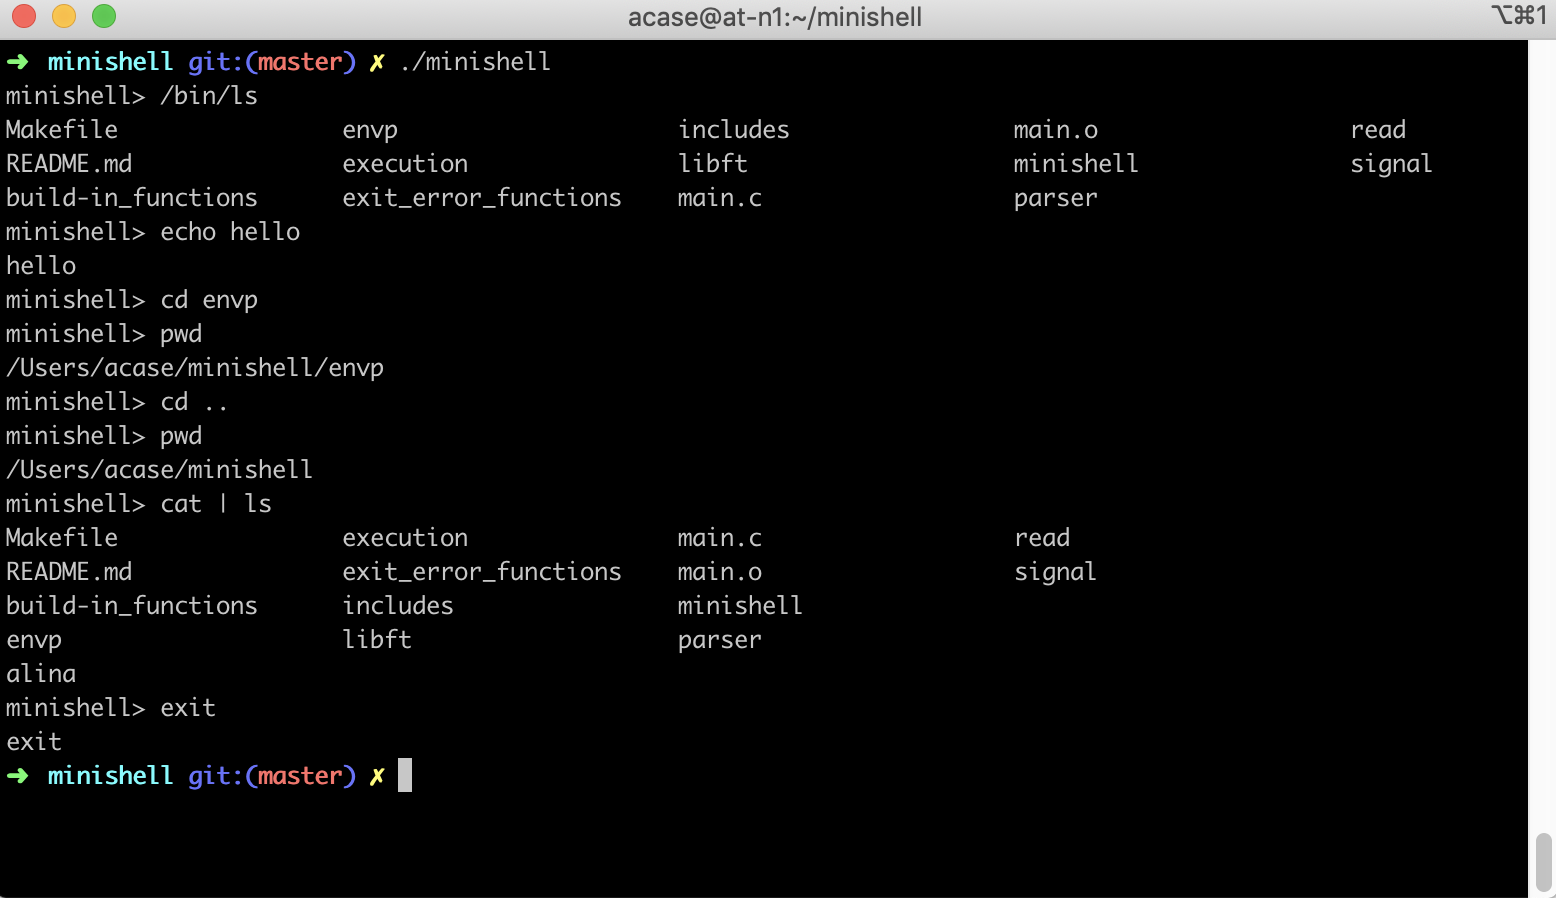 acase@at-n1:~/minishell ⌥⌘1
➜ minishell git:(master) ✗ ./minishell
minishell> /bin/ls
Makefile envp includes main.o read
README.md execution libft minishell signal
build-in_functions exit_error_functions main.c parser
minishell> echo hello
hello
minishell> cd envp
minishell> pwd
/Users/acase/minishell/envp
minishell> cd ..
minishell> pwd
/Users/acase/minishell
minishell> cat | ls
Makefile execution main.c read
README.md exit_error_functions main.o signal
build-in_functions includes minishell
envp libft parser
alina
minishell> exit
exit
➜ minishell git:(master) ✗